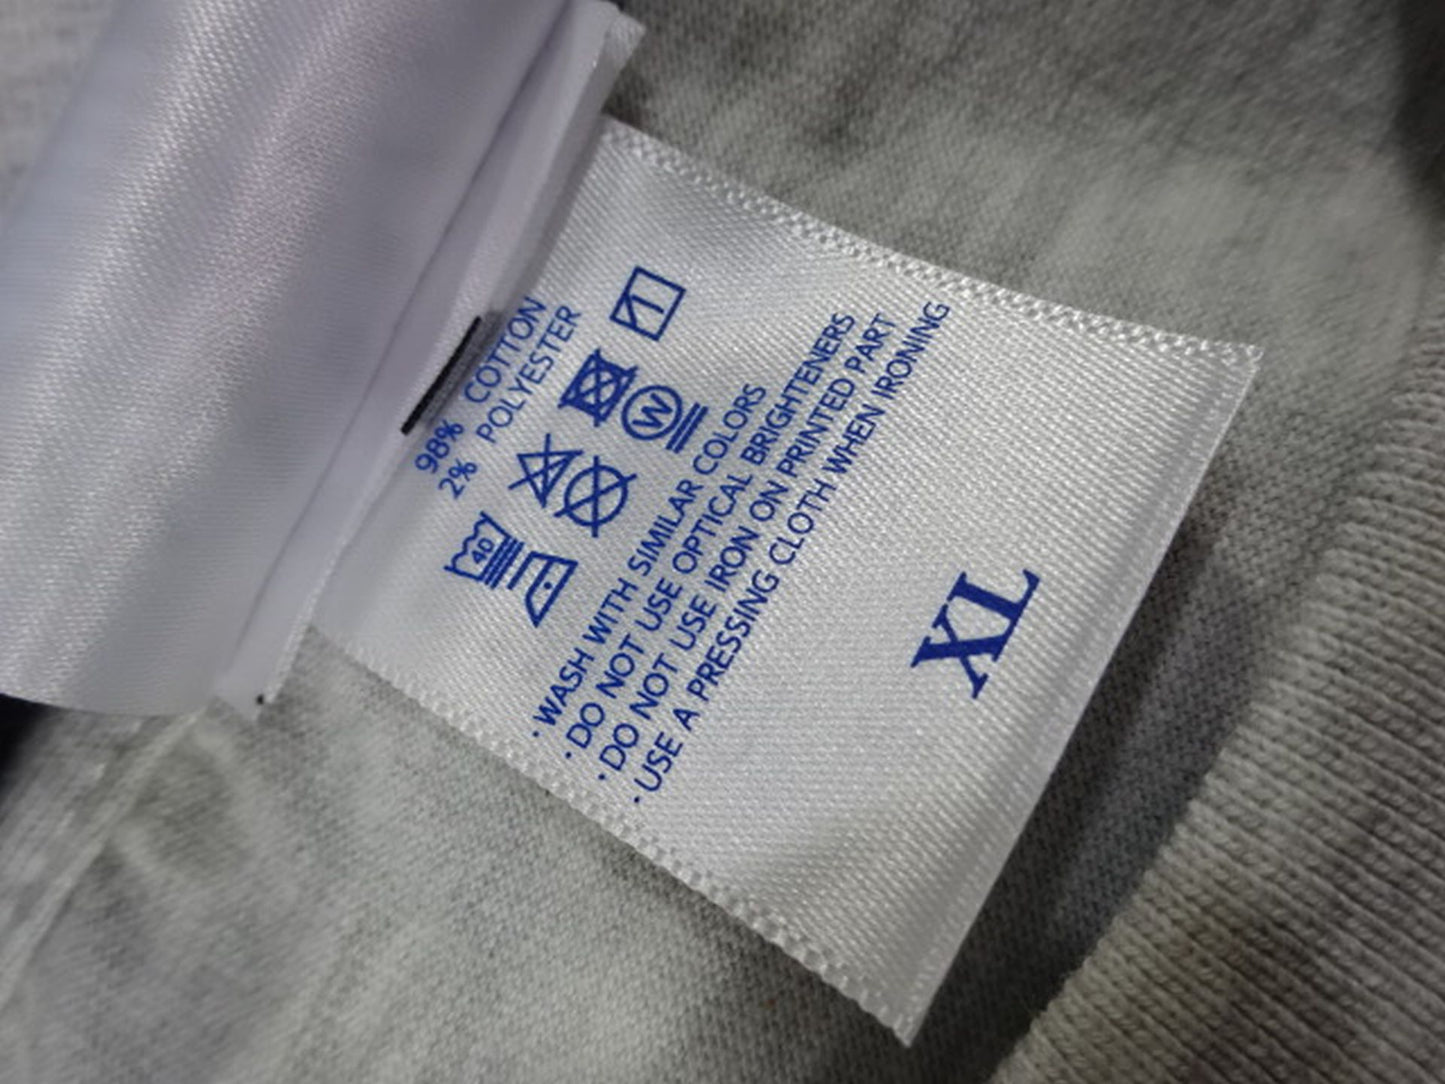 98% COTTON
2% POLYESTER
40
W
· WASH WITH SIMILAR COLORS
· DO NOT USE OPTICAL BRIGHTENERS
· DO NOT USE IRON ON PRINTED PART
· USE A PRESSING CLOTH WHEN IRONING
XL